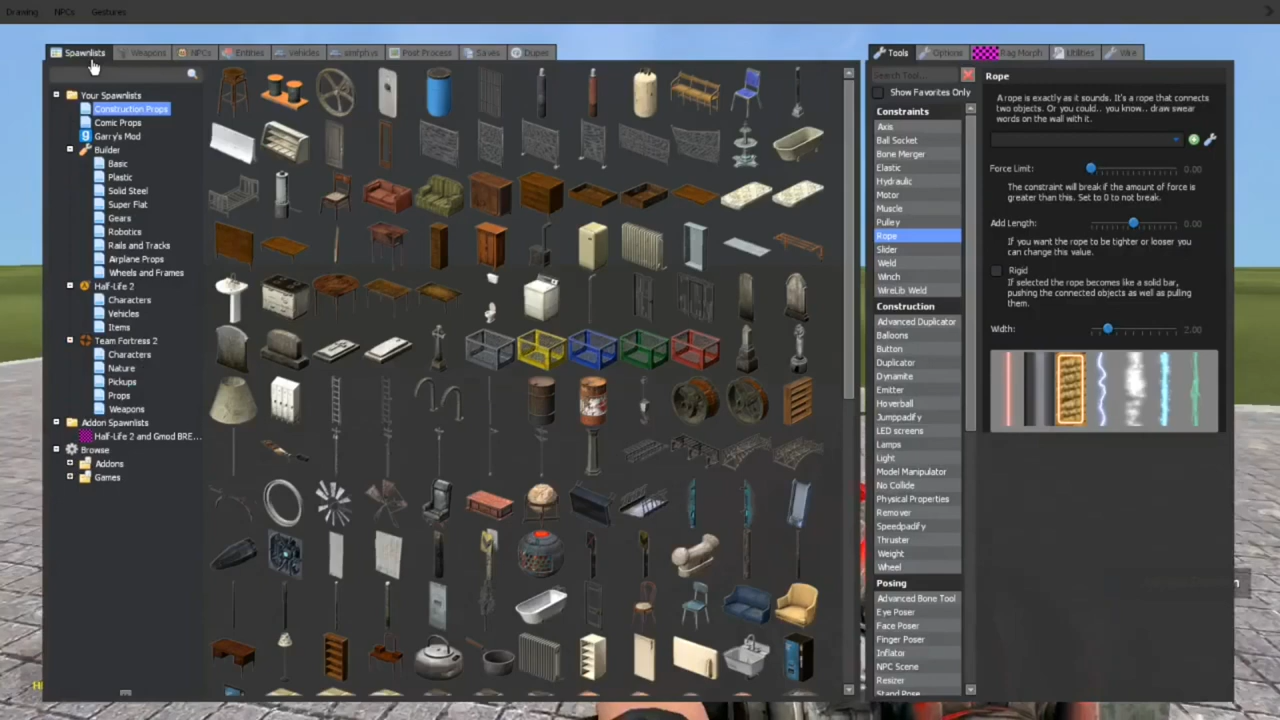 Drawing NPCs Gestures
Spawnlists Weapons NPCs Entities Vehicles simfphys Post Process Saves Dupes
Your Spawnlists
Construction Props
Comic Props
Garry's Mod
Builder
Basic
Plastic
Solid Steel
Super Flat
Gears
Robotics
Rails and Tracks
Airplane Props
Wheels and Frames
Half-Life 2
Characters
Vehicles
Items
Team Fortress 2
Characters
Nature
Pickups
Props
Weapons
Addon Spawnlists
Half-Life 2 and Gmod BRE...
Browse
Addons
Games
Tools Options Rag Morph Utilities Wire
Search Tool...
Show Favorites Only
Constraints
Axis
Ball Socket
Bone Merger
Elastic
Hydraulic
Motor
Muscle
Pulley
Rope
Slider
Weld
Winch
WireLib Weld
Construction
Advanced Duplicator
Balloons
Button
Duplicator
Dynamite
Emitter
Hoverball
Jumppadify
LED screens
Lamps
Light
Model Manipulator
No Collide
Physical Properties
Remover
Speedpadify
Thruster
Weight
Wheel
Posing
Advanced Bone Tool
Eye Poser
Face Poser
Finger Poser
Inflator
NPC Scene
Resizer
Stand Pose
Rope
A rope is exactly as it sounds. It's a rope that connects
two objects. Or you could.. you know.. draw swear
words on the wall with it.
Force Limit: 0.00
The constraint will break if the amount of force is
greater than this. Set to 0 to not break.
Add Length: 0.00
If you want the rope to be tighter or looser you
can change this value.
Rigid
If selected the rope becomes like a solid bar,
pushing the connected objects as well as pulling
them.
Width: 2.00